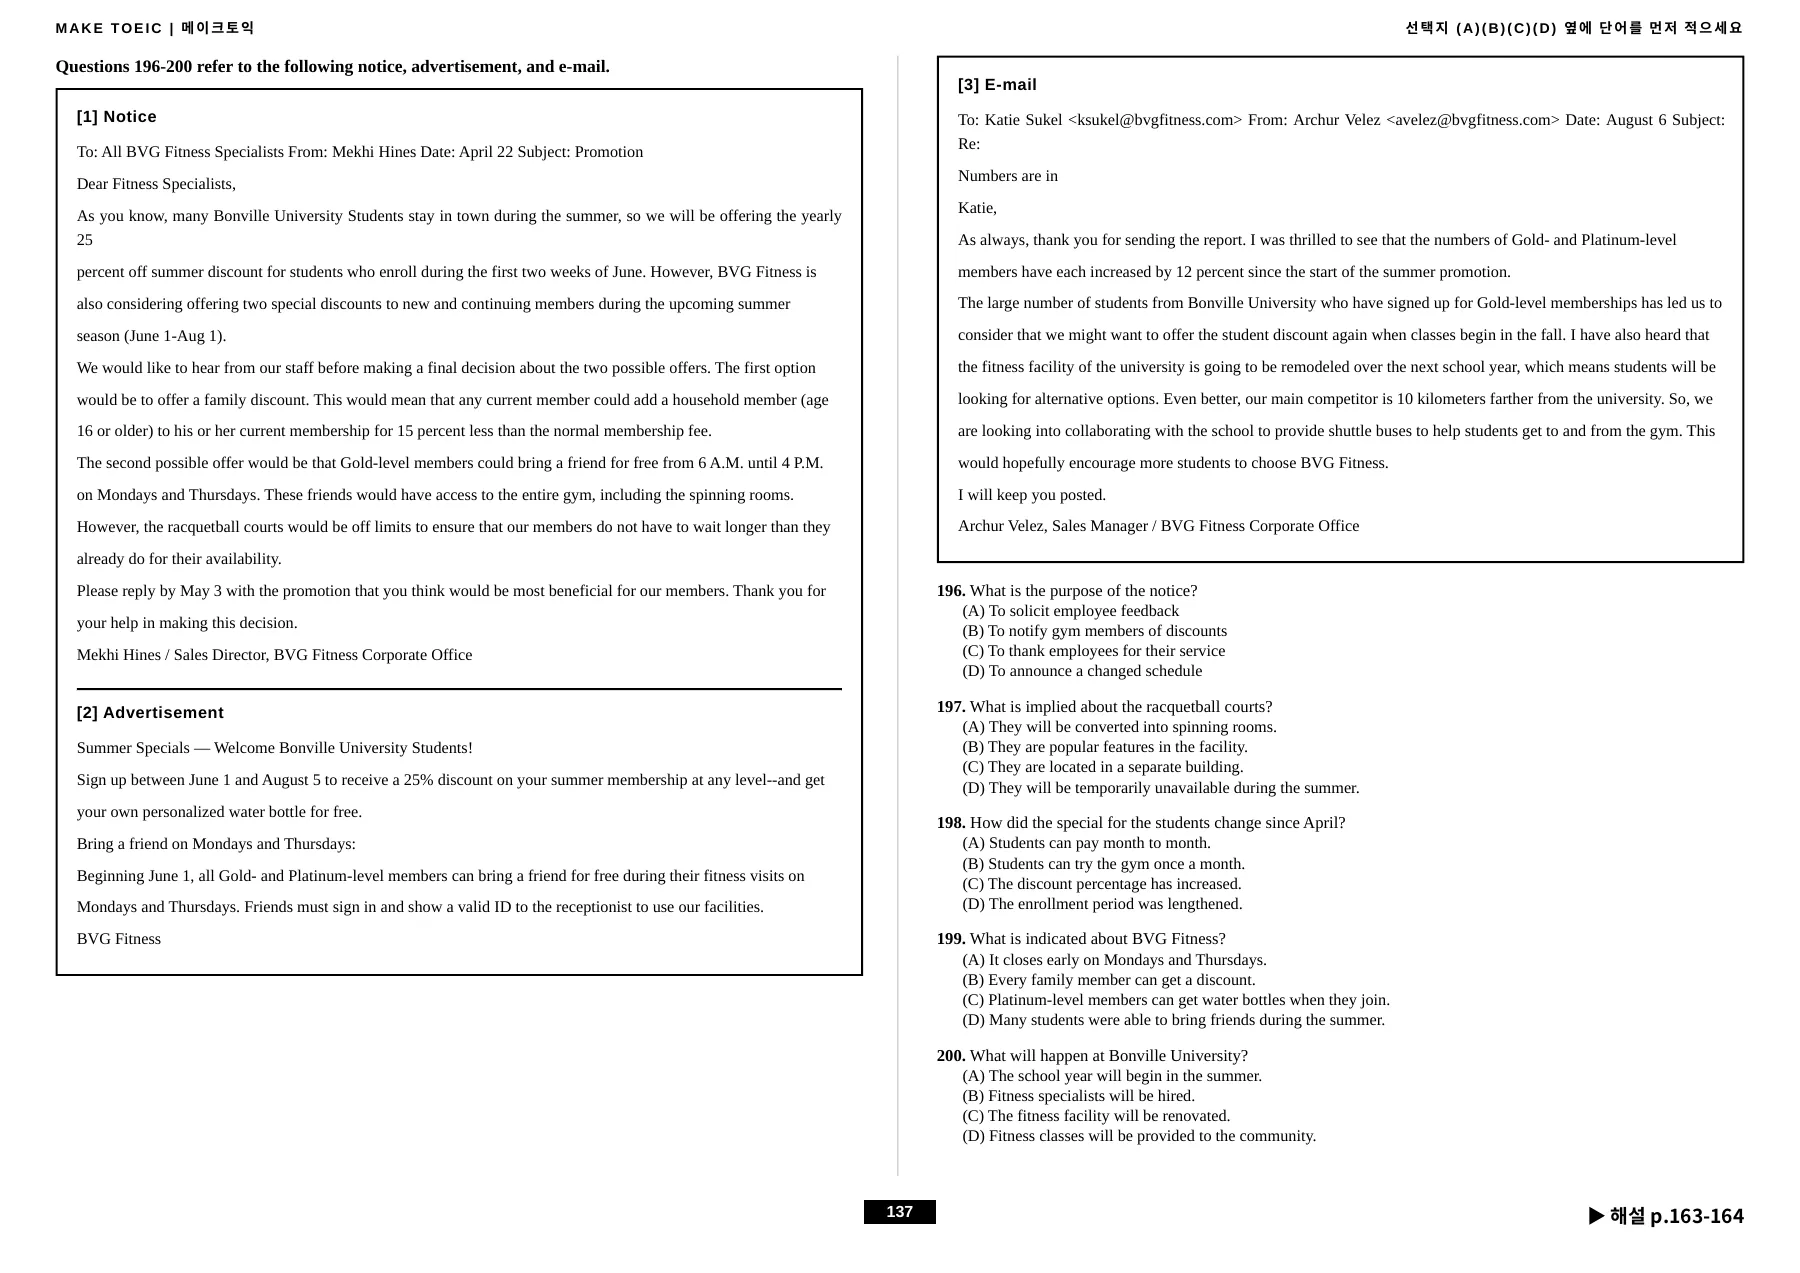 MAKE TOEIC | 메이크토익
선택지 (A)(B)(C)(D) 옆에 단어를 먼저 적으세요
Questions 196-200 refer to the following notice, advertisement, and e-mail.
[1] Notice
To: All BVG Fitness Specialists From: Mekhi Hines Date: April 22 Subject: Promotion
Dear Fitness Specialists,
As you know, many Bonville University Students stay in town during the summer, so we will be offering the yearly
25
percent off summer discount for students who enroll during the first two weeks of June. However, BVG Fitness is
also considering offering two special discounts to new and continuing members during the upcoming summer
season (June 1-Aug 1).
We would like to hear from our staff before making a final decision about the two possible offers. The first option
would be to offer a family discount. This would mean that any current member could add a household member (age
16 or older) to his or her current membership for 15 percent less than the normal membership fee.
The second possible offer would be that Gold-level members could bring a friend for free from 6 A.M. until 4 P.M.
on Mondays and Thursdays. These friends would have access to the entire gym, including the spinning rooms.
However, the racquetball courts would be off limits to ensure that our members do not have to wait longer than they
already do for their availability.
Please reply by May 3 with the promotion that you think would be most beneficial for our members. Thank you for
your help in making this decision.
Mekhi Hines / Sales Director, BVG Fitness Corporate Office
[2] Advertisement
Summer Specials — Welcome Bonville University Students!
Sign up between June 1 and August 5 to receive a 25% discount on your summer membership at any level--and get
your own personalized water bottle for free.
Bring a friend on Mondays and Thursdays:
Beginning June 1, all Gold- and Platinum-level members can bring a friend for free during their fitness visits on
Mondays and Thursdays. Friends must sign in and show a valid ID to the receptionist to use our facilities.
BVG Fitness
[3] E-mail
To: Katie Sukel <ksukel@bvgfitness.com> From: Archur Velez <avelez@bvgfitness.com> Date: August 6 Subject:
Re:
Numbers are in
Katie,
As always, thank you for sending the report. I was thrilled to see that the numbers of Gold- and Platinum-level
members have each increased by 12 percent since the start of the summer promotion.
The large number of students from Bonville University who have signed up for Gold-level memberships has led us to
consider that we might want to offer the student discount again when classes begin in the fall. I have also heard that
the fitness facility of the university is going to be remodeled over the next school year, which means students will be
looking for alternative options. Even better, our main competitor is 10 kilometers farther from the university. So, we
are looking into collaborating with the school to provide shuttle buses to help students get to and from the gym. This
would hopefully encourage more students to choose BVG Fitness.
I will keep you posted.
Archur Velez, Sales Manager / BVG Fitness Corporate Office
196. What is the purpose of the notice?
(A) To solicit employee feedback
(B) To notify gym members of discounts
(C) To thank employees for their service
(D) To announce a changed schedule
197. What is implied about the racquetball courts?
(A) They will be converted into spinning rooms.
(B) They are popular features in the facility.
(C) They are located in a separate building.
(D) They will be temporarily unavailable during the summer.
198. How did the special for the students change since April?
(A) Students can pay month to month.
(B) Students can try the gym once a month.
(C) The discount percentage has increased.
(D) The enrollment period was lengthened.
199. What is indicated about BVG Fitness?
(A) It closes early on Mondays and Thursdays.
(B) Every family member can get a discount.
(C) Platinum-level members can get water bottles when they join.
(D) Many students were able to bring friends during the summer.
200. What will happen at Bonville University?
(A) The school year will begin in the summer.
(B) Fitness specialists will be hired.
(C) The fitness facility will be renovated.
(D) Fitness classes will be provided to the community.
137
▶ 해설 p.163-164